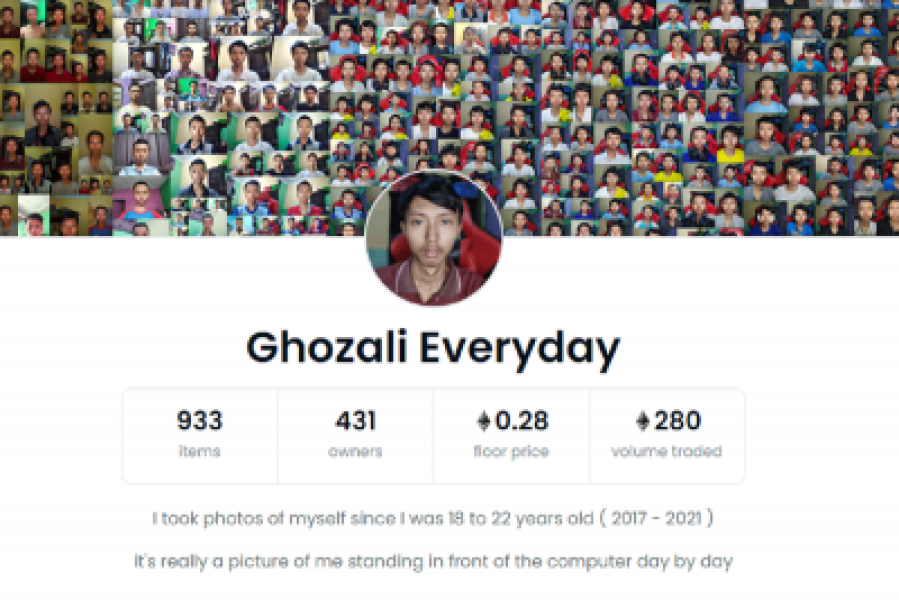 Ghozali Everyday
933 431 0.28 280
items owners floor price volume traded
I took photos of myself since I was 18 to 22 years old ( 2017 - 2021 )
it's really a picture of me standing in front of the computer day by day